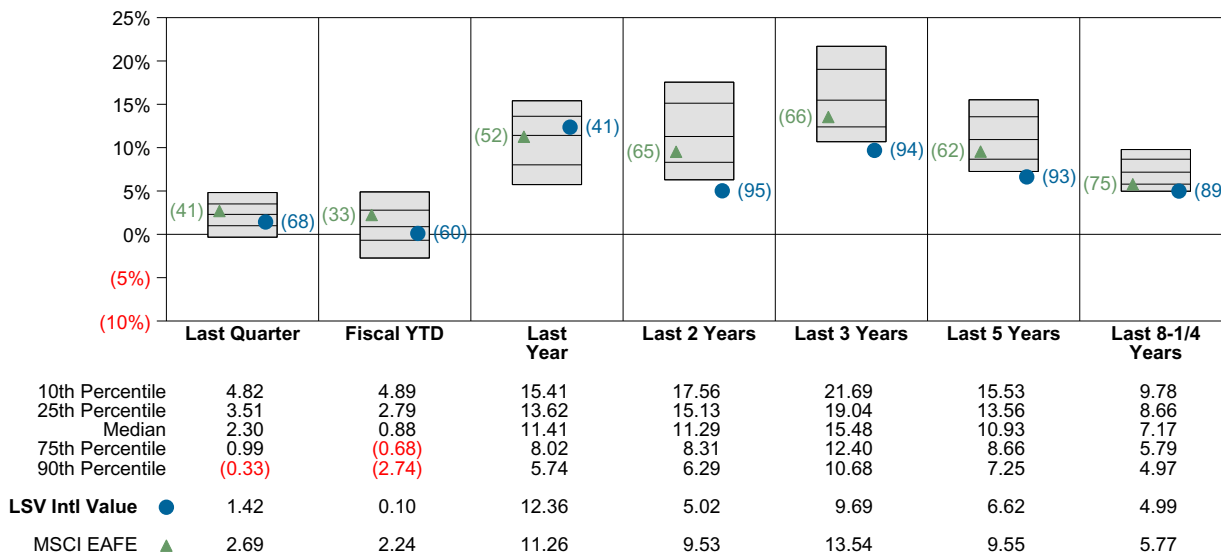 25%
20%
15%
10%
5%
0%
(5%)
(10%)
(41) (68)
(33) (60)
(52) (41)
(65) (95)
(66) (94)
(62) (93)
(75) (89
Last Quarter Fiscal YTD Last Year Last 2 Years Last 3 Years Last 5 Years Last 8-1/4 Years
10th Percentile 4.82 4.89 15.41 17.56 21.69 15.53 9.78
25th Percentile 3.51 2.79 13.62 15.13 19.04 13.56 8.66
Median 2.30 0.88 11.41 11.29 15.48 10.93 7.17
75th Percentile 0.99 (0.68) 8.02 8.31 12.40 8.66 5.79
90th Percentile (0.33) (2.74) 5.74 6.29 10.68 7.25 4.97
LSV Intl Value 1.42 0.10 12.36 5.02 9.69 6.62 4.99
MSCI EAFE 2.69 2.24 11.26 9.53 13.54 9.55 5.77